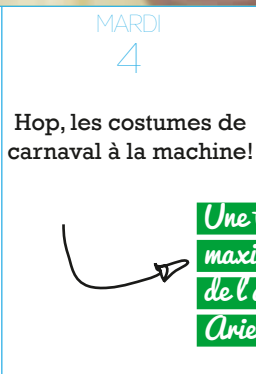 MARDI
4
Hop, les costumes de
carnaval à la machine!
Une
maxi
de l'
Arie